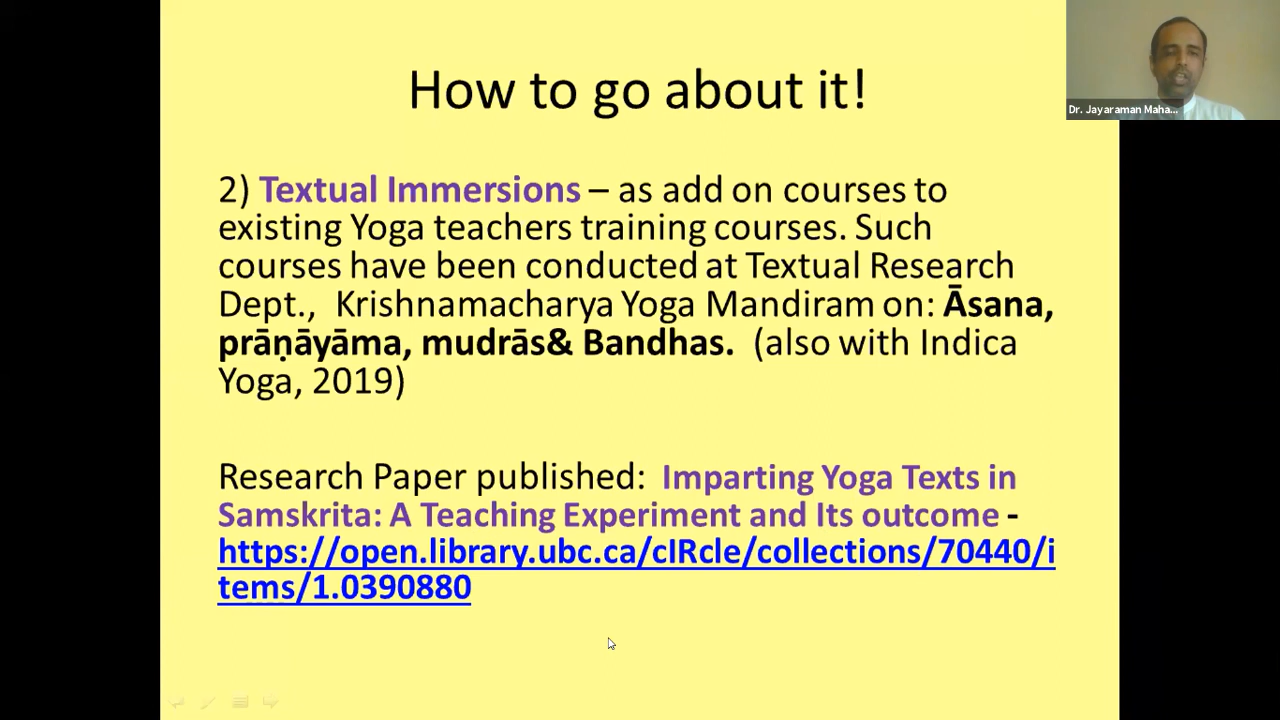 How to go about it!
Dr. Jayaraman Maha...
2) Textual Immersions – as add on courses to
existing Yoga teachers training courses. Such
courses have been conducted at Textual Research
Dept., Krishnamacharya Yoga Mandiram on: Āsana,
prāṇāyāma, mudrās& Bandhas. (also with Indica
Yoga, 2019)
Research Paper published: Imparting Yoga Texts in
Samskrita: A Teaching Experiment and Its outcome -
https://open.library.ubc.ca/cIRcle/collections/70440/i
tems/1.0390880